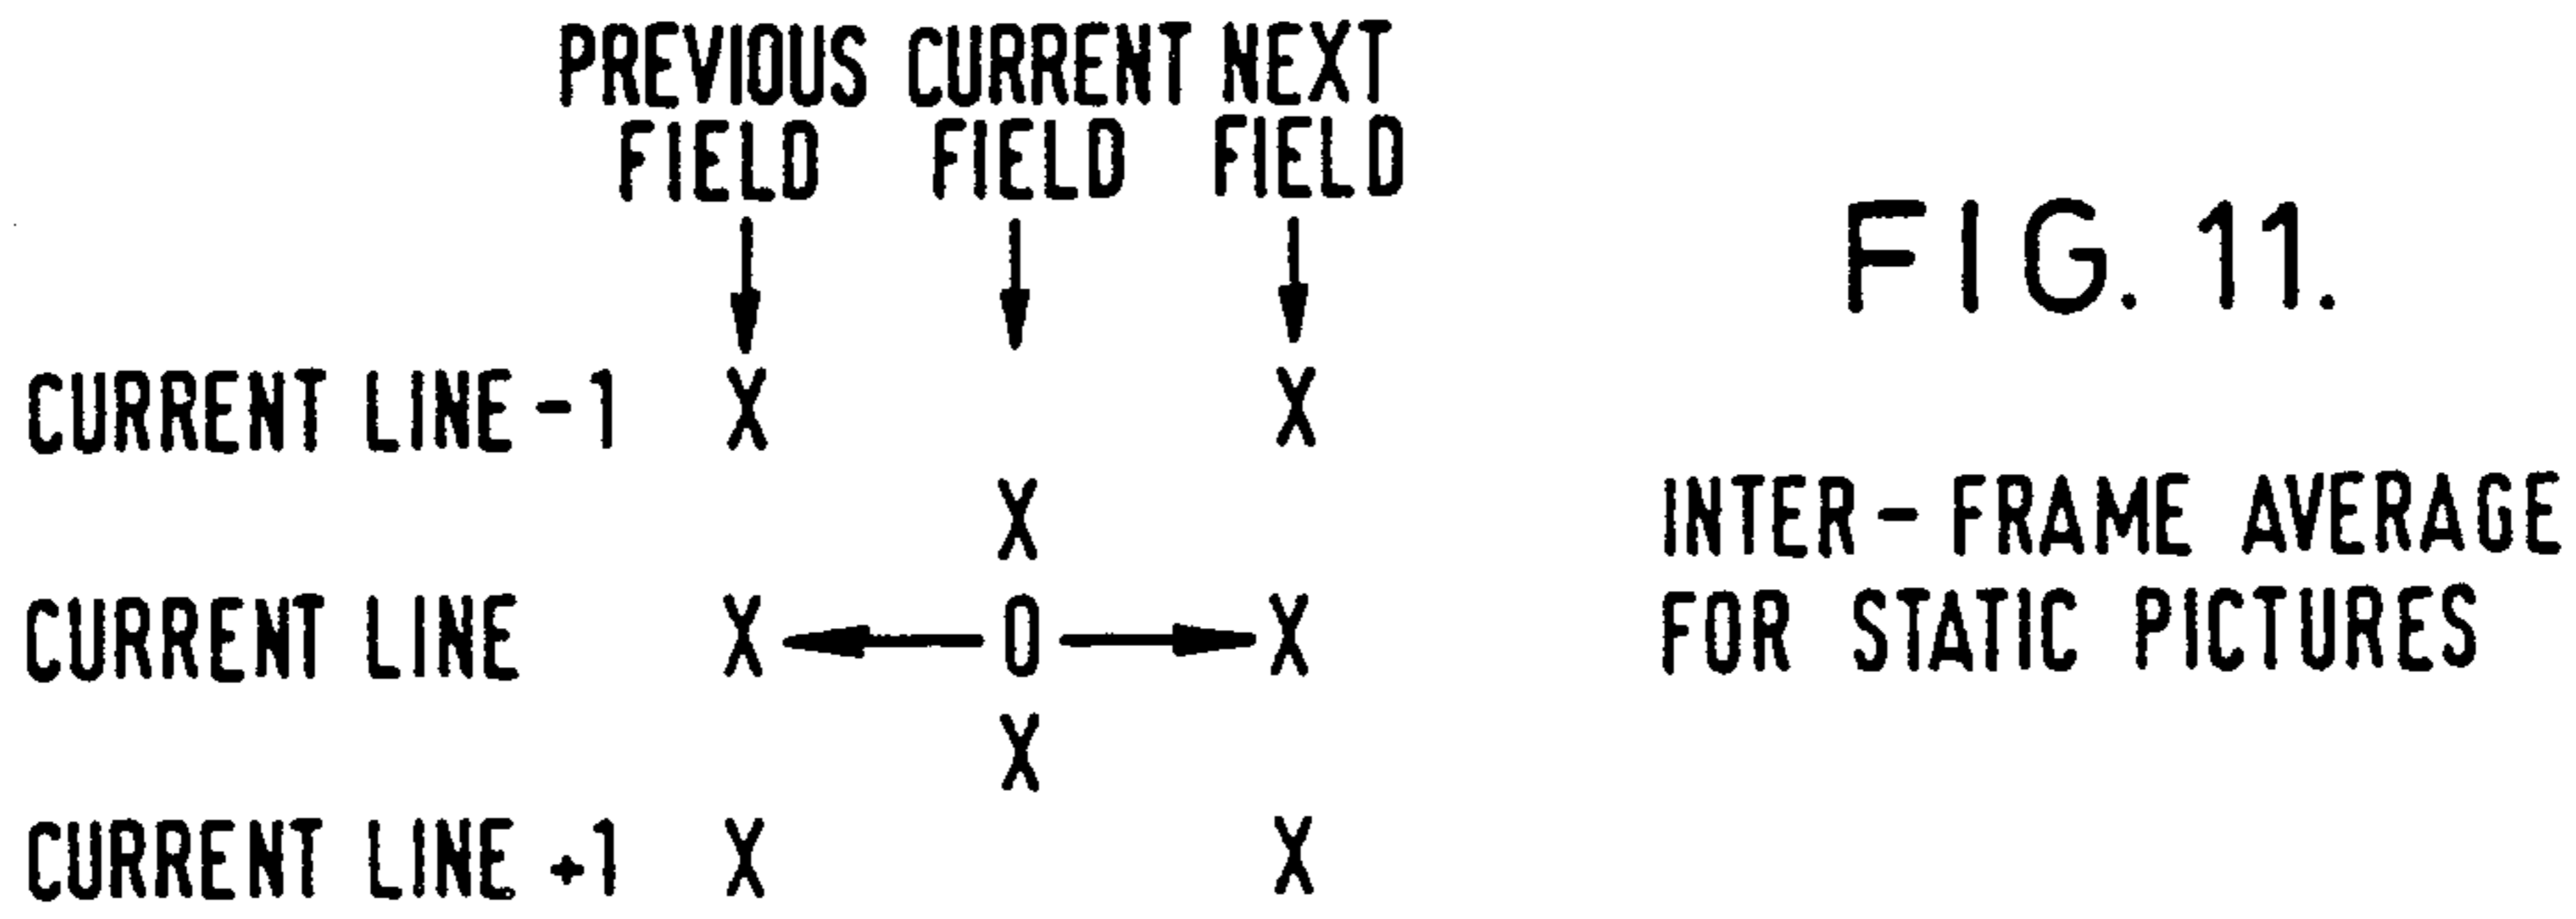 PREVIOUS CURRENT NEXT
FIELD FIELD FIELD
FIG. 11.
CURRENT LINE - 1 X X
X
INTER - FRAME AVERAGE
CURRENT LINE X O X
FOR STATIC PICTURES
X
CURRENT LINE + 1 X X